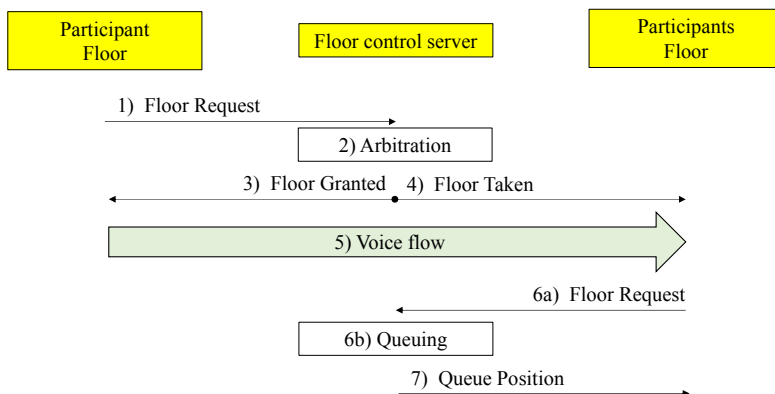 Participant
Floor
Floor control server
Participants
Floor
1) Floor Request
2) Arbitration
3) Floor Granted
4) Floor Taken
5) Voice flow
6a) Floor Request
6b) Queuing
7) Queue Position